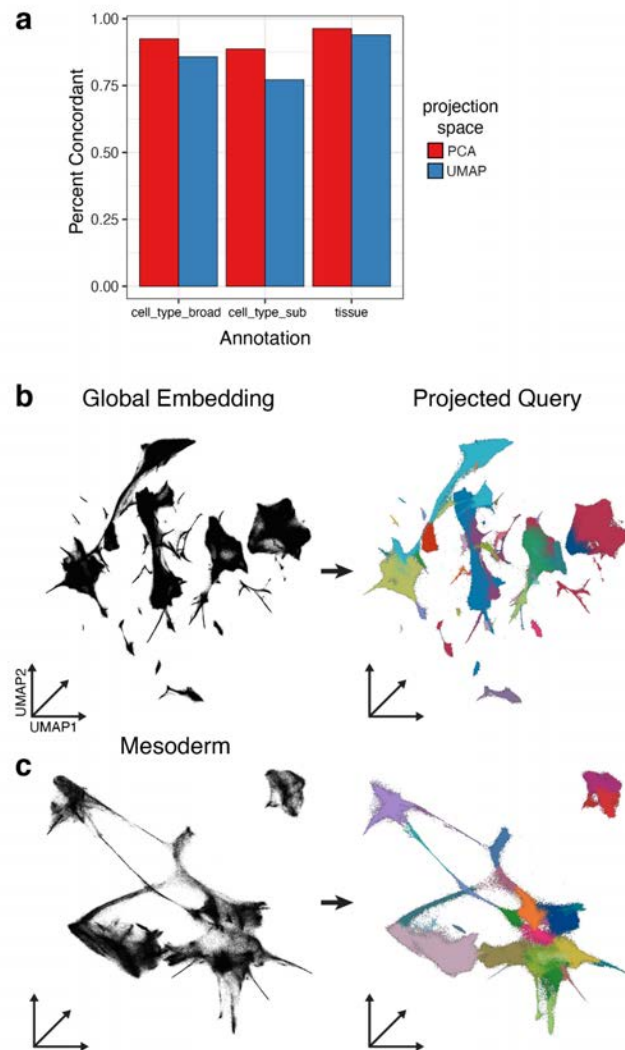 a
1.00
0.75
0.50
0.25
0.00
Percent Concordant
cell_type_broad
cell_type_sub
tissue
Annotation
projection
space
PCA
UMAP
b
Global Embedding
Projected Query
UMAP2
UMAP1
Mesoderm
c